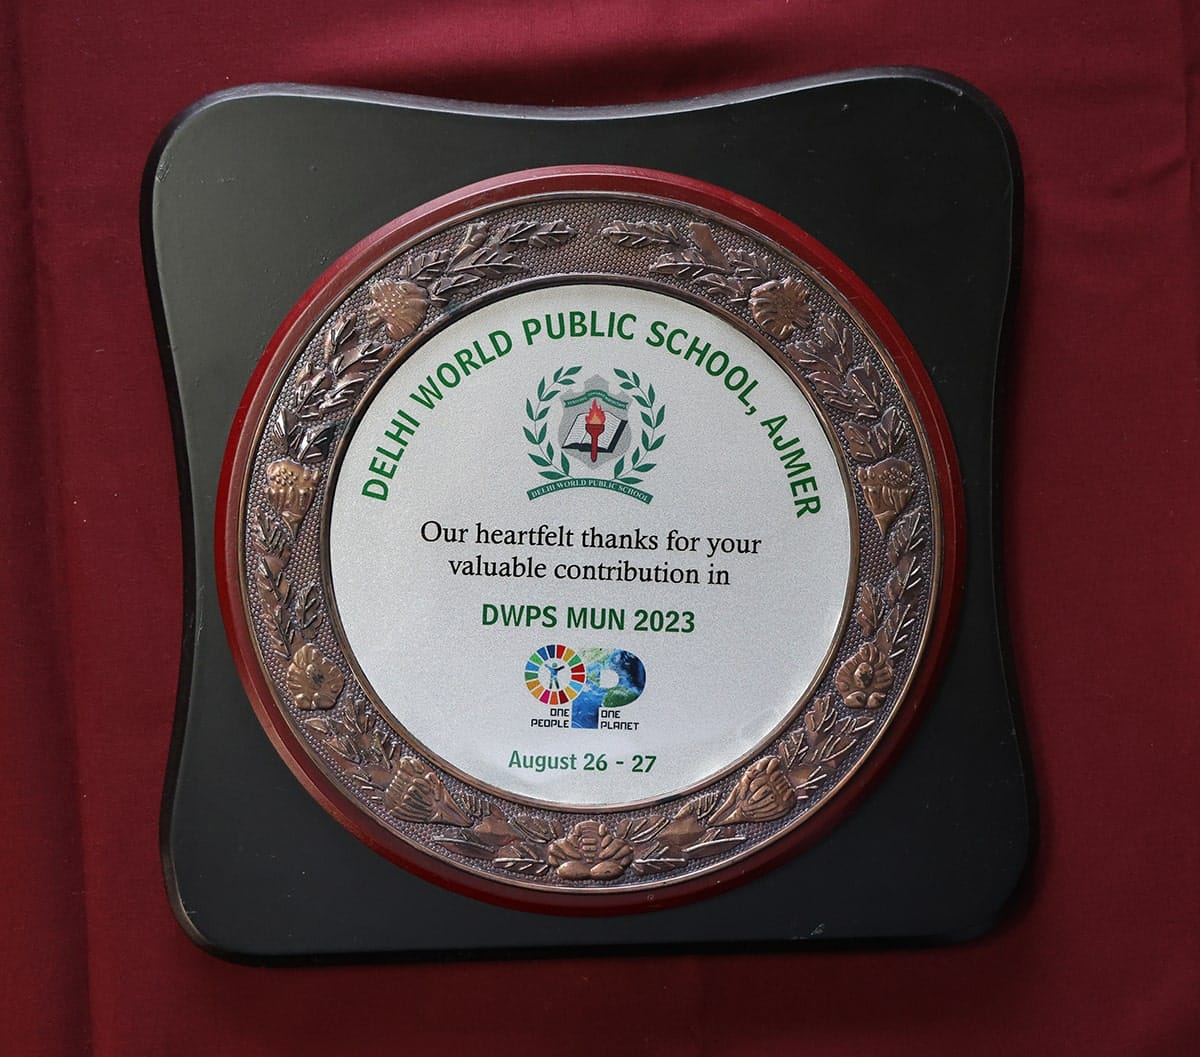 DELHI WORLD PUBLIC SCHOOL, AJMER
DELHI WORLD PUBLIC SCHOOL
Our heartfelt thanks for your
valuable contribution in
DWPS MUN 2023
ONE ONE
PEOPLE PLANET
August 26 - 27